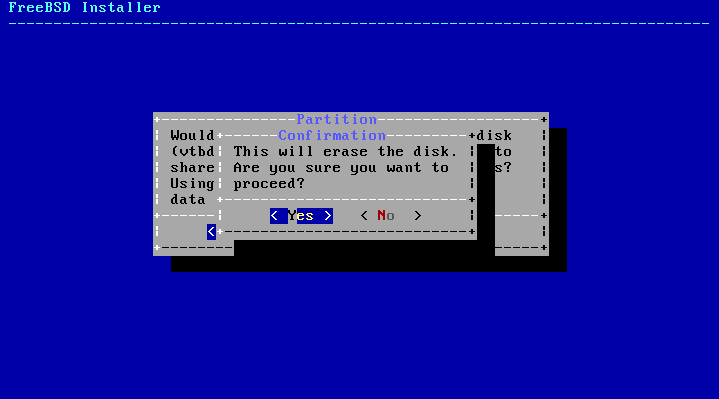 FreeBSD Installer
Partition
Would Confirmation disk
(vtbd This will erase the disk. to
share Are you sure you want to s?
Using proceed?
data
< Yes > < No >
<